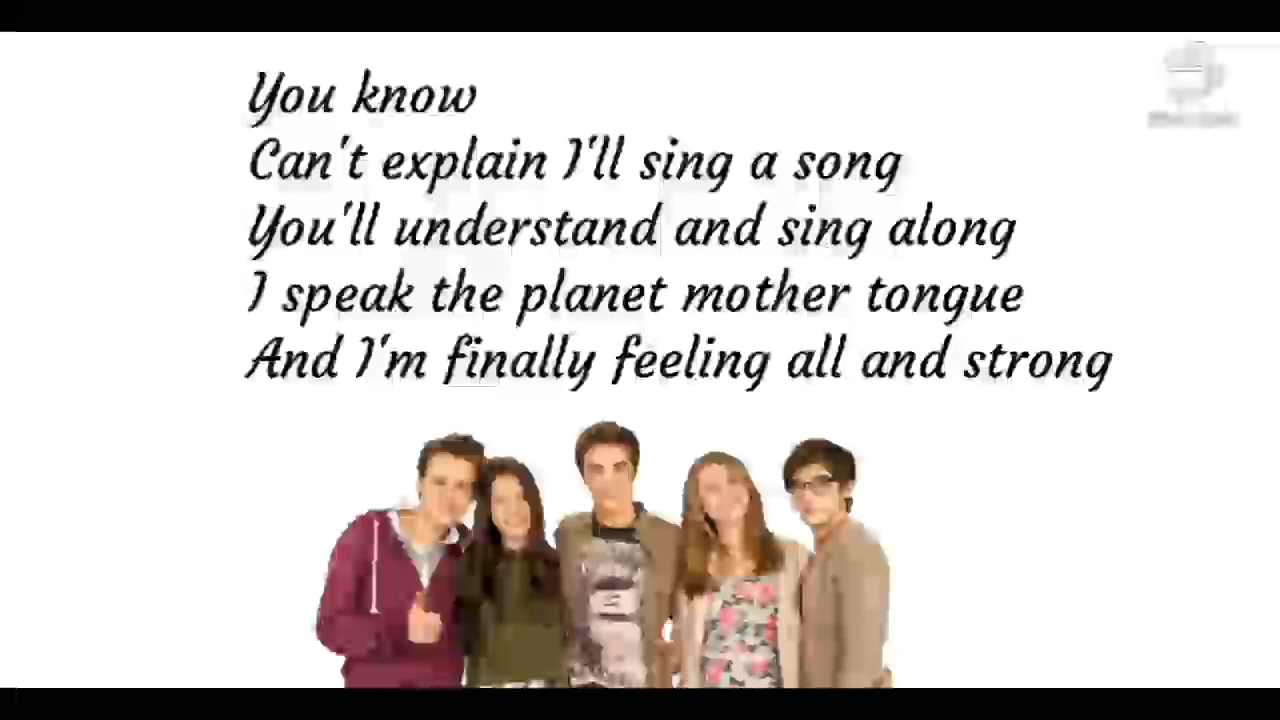 You know
Can't explain I'll sing a song
You'll understand and sing along
I speak the planet mother tongue
And I'm finally feeling all and strong